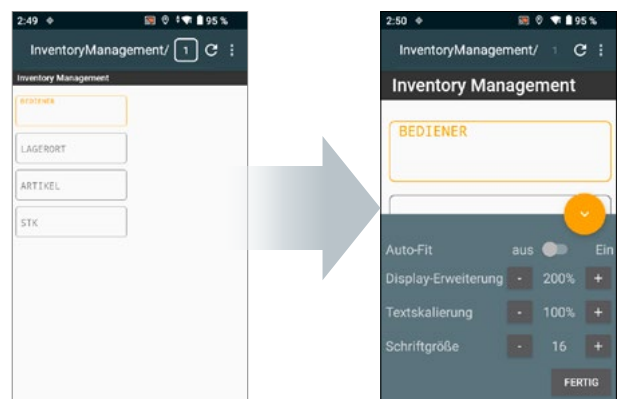 2:49 95 %
InventoryManagement/ 1
Inventory Management
BEDIENER
LAGERORT
ARTIKEL
STK
2:50 95 %
InventoryManagement/ 1
Inventory Management
BEDIENER
Auto-Fit aus Ein
Display-Erweiterung - 200% +
Textskalierung - 100% +
Schriftgröße - 16 +
FERTIG